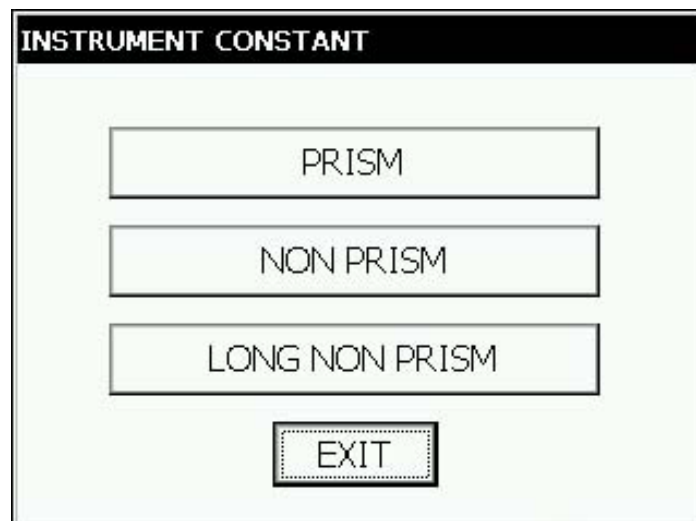 INSTRUMENT CONSTANT
PRISM
NON PRISM
LONG NON PRISM
EXIT